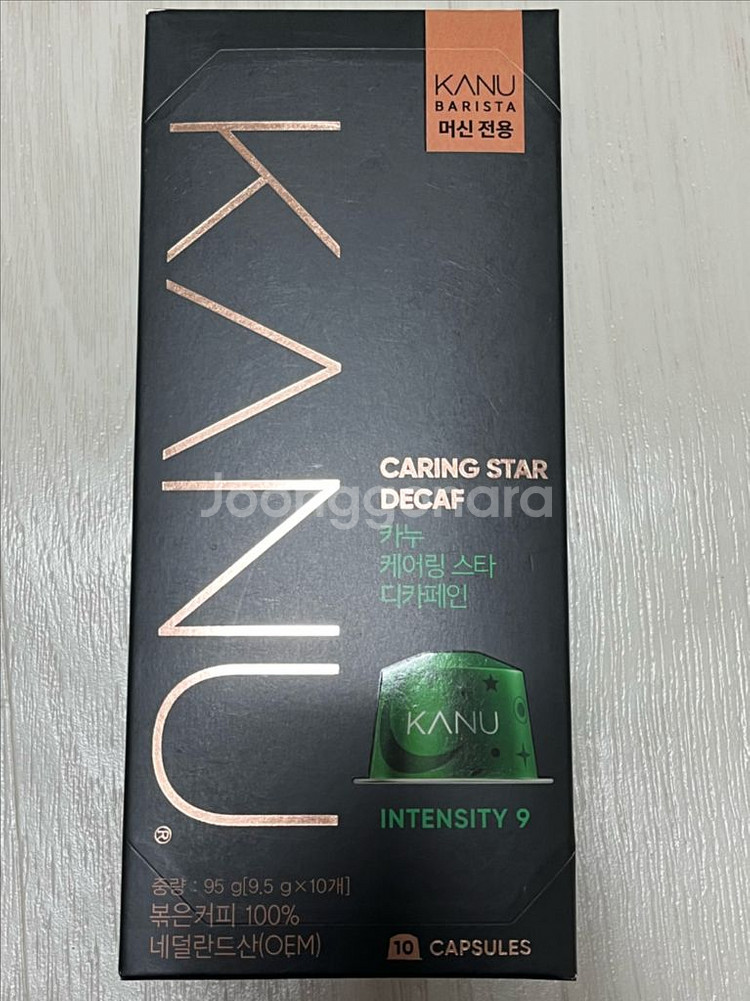 KANU
BARISTA
머신 전용
KANU®
CARING STAR
DECAF
카누
케어링 스타
디카페인
Joonggonara
KANU
INTENSITY 9
중량 : 95 g[9.5 g×10개]
볶은커피 100%
네덜란드산(OEM)
10 CAPSULES